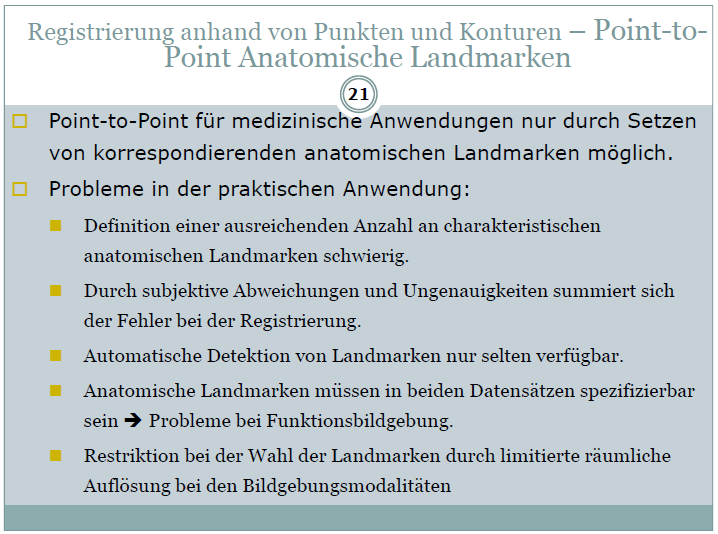 Registrierung anhand von Punkten und Konturen – Point-to-
Point Anatomische Landmarken
21
Point-to-Point für medizinische Anwendungen nur durch Setzen
von korrespondierenden anatomischen Landmarken möglich.
Probleme in der praktischen Anwendung:
Definition einer ausreichenden Anzahl an charakteristischen
anatomischen Landmarken schwierig.
Durch subjektive Abweichungen und Ungenauigkeiten summiert sich
der Fehler bei der Registrierung.
Automatische Detektion von Landmarken nur selten verfügbar.
Anatomische Landmarken müssen in beiden Datensätzen spezifizierbar
sein ➔ Probleme bei Funktionsbildgebung.
Restriktion bei der Wahl der Landmarken durch limitierte räumliche
Auflösung bei den Bildgebungsmodalitäten